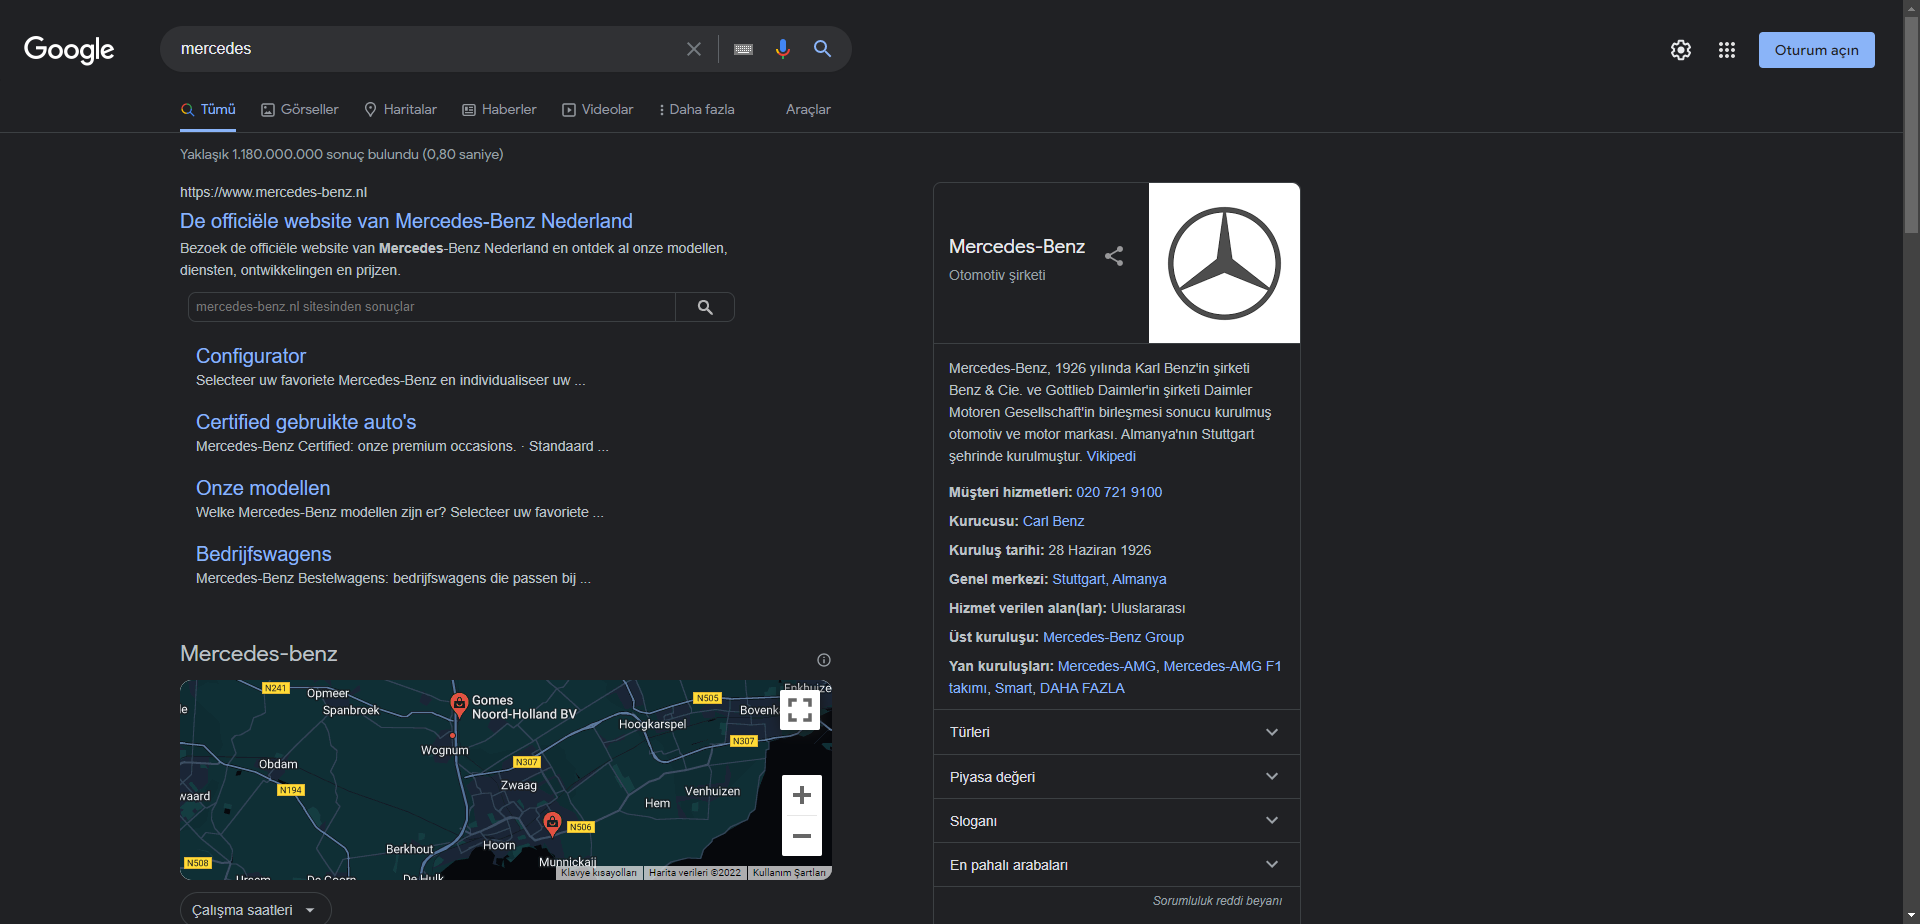 Google
mercedes
Oturum açın
Tümü
Görseller
Haritalar
Haberler
Videolar
Daha fazla
Araçlar
Yaklaşık 1.180.000.000 sonuç bulundu (0,80 saniye)
https://www.mercedes-benz.nl
De officiële website van Mercedes-Benz Nederland
Bezoek de officiële website van Mercedes-Benz Nederland en ontdek al onze modellen,
diensten, ontwikkelingen en prijzen.
mercedes-benz.nl sitesinden sonuçlar
Configurator
Selecteer uw favoriete Mercedes-Benz en individualiseer uw ...
Certified gebruikte auto's
Mercedes-Benz Certified: onze premium occasions. · Standaard ...
Onze modellen
Welke Mercedes-Benz modellen zijn er? Selecteer uw favoriete ...
Bedrijfswagens
Mercedes-Benz Bestelwagens: bedrijfswagens die passen bij ...
Mercedes-benz
N241
Opmeer
Spanbroek
Gomes
Noord-Holland BV
N505
Enkhuize
Bovenka
Hoogkarspel
N307
Wognum
Obdam
N307
Zwaag
N194
waard
Hem
Venhuizen
N506
Berkhout
Hoorn
Munnickaij
N508
Ursem
De Goorn
De Hulk
Klavye kısayolları
Harita verileri ©2022
Kullanım Şartları
Çalışma saatleri
Mercedes-Benz
Otomotiv şirketi
Mercedes-Benz, 1926 yılında Karl Benz'in şirketi
Benz & Cie. ve Gottlieb Daimler'in şirketi Daimler
Motoren Gesellschaft'in birleşmesi sonucu kurulmuş
otomotiv ve motor markası. Almanya'nın Stuttgart
şehrinde kurulmuştur. Vikipedi
Müşteri hizmetleri: 020 721 9100
Kurucusu: Carl Benz
Kuruluş tarihi: 28 Haziran 1926
Genel merkezi: Stuttgart, Almanya
Hizmet verilen alan(lar): Uluslararası
Üst kuruluşu: Mercedes-Benz Group
Yan kuruluşları: Mercedes-AMG, Mercedes-AMG F1
takımı, Smart, DAHA FAZLA
Türleri
Piyasa değeri
Sloganı
En pahalı arabaları
Sorumluluk reddi beyanı